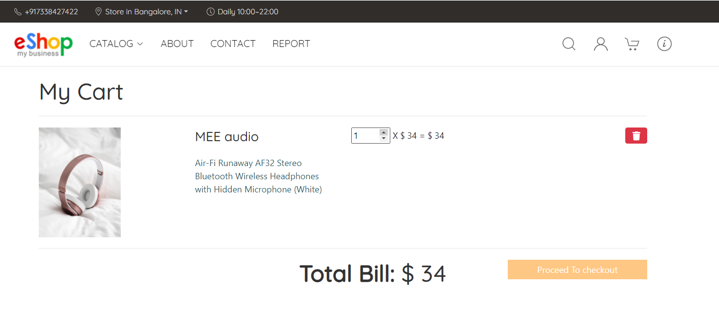 +917338427422 Store in Bangalore, IN Daily 10:00–22:00
eShop
my business
CATALOG ABOUT CONTACT REPORT
My Cart
MEE audio
1 X $ 34 = $ 34
Air-Fi Runaway AF32 Stereo
Bluetooth Wireless Headphones
with Hidden Microphone (White)
Total Bill: $ 34
Proceed To checkout